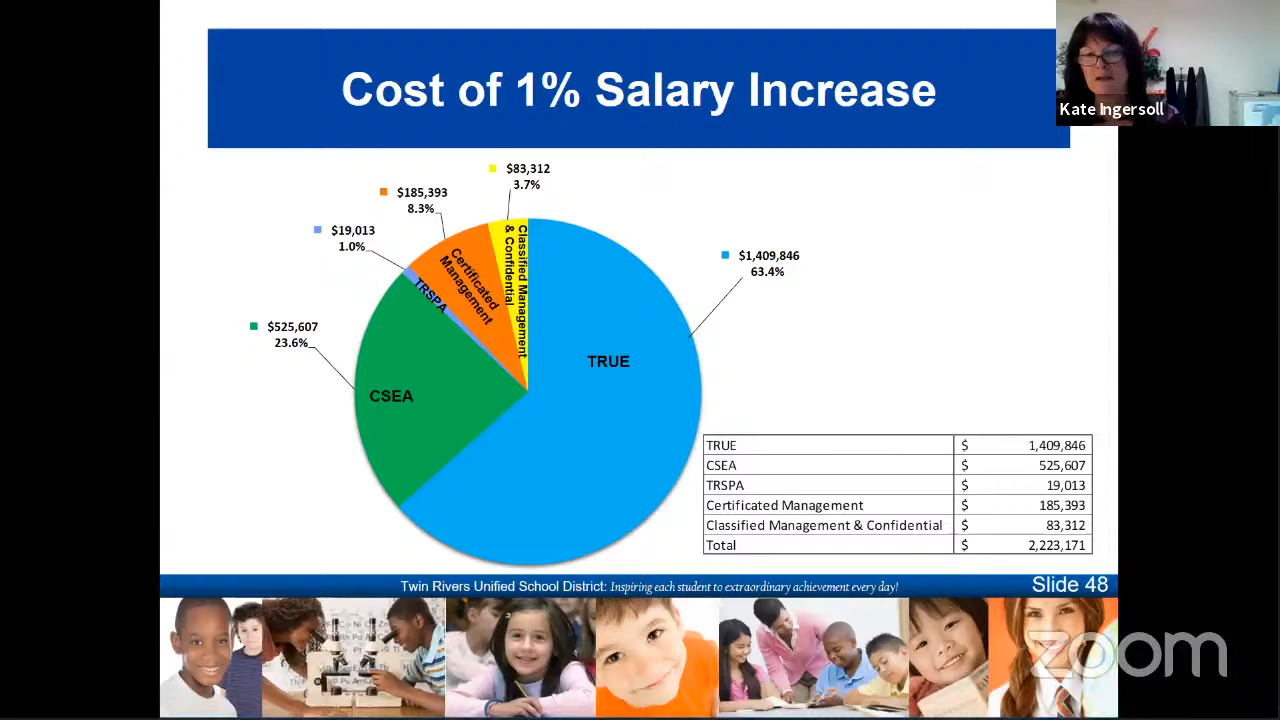 Cost of 1% Salary Increase
Kate Ingersoll
$83,312
3.7%
$185,393
8.3%
$19,013
1.0%
$1,409,846
63.4%
$525,607
23.6%
Classified Management
& Confidential
Certificated
Management
TRSPA
TRUE
CSEA
TRUE $ 1,409,846
CSEA $ 525,607
TRSPA $ 19,013
Certificated Management $ 185,393
Classified Management & Confidential $ 83,312
Total $ 2,223,171
Twin Rivers Unified School District: Inspiring each student to extraordinary achievement every day!
Slide 48
zoom